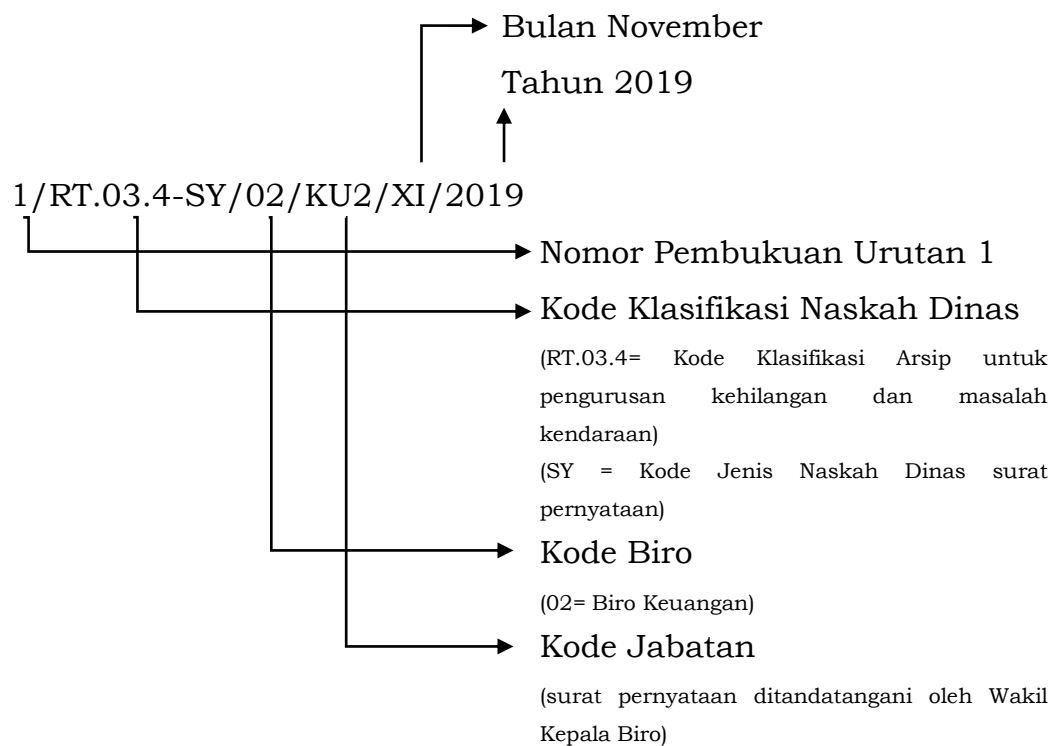 Bulan November
Tahun 2019
1/RT.03.4-SY/02/KU2/XI/2019
Nomor Pembukuan Urutan 1
Kode Klasifikasi Naskah Dinas
(RT.03.4= Kode Klasifikasi Arsip untuk
pengurusan kehilangan dan masalah
kendaraan)
(SY = Kode Jenis Naskah Dinas surat
pernyataan)
Kode Biro
(02= Biro Keuangan)
Kode Jabatan
(surat pernyataan ditandatangani oleh Wakil
Kepala Biro)